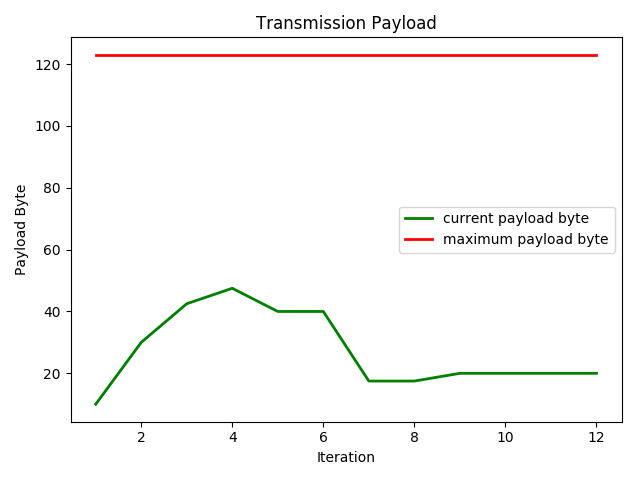 Transmission Payload
120
100
80
60
40
20
Payload Byte
current payload byte
maximum payload byte
2 4 6 8 10 12
Iteration